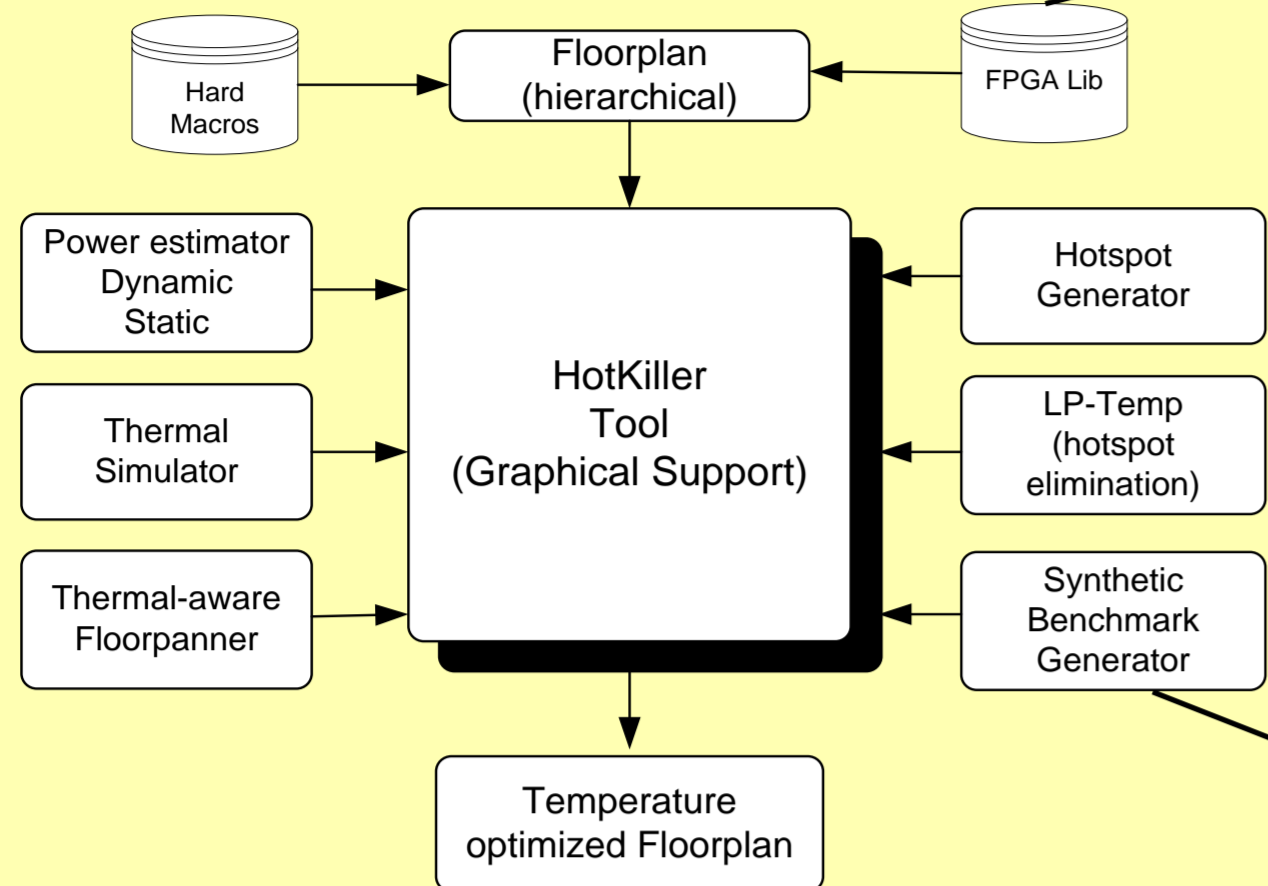 Hard
Macros
Floorplan
(hierarchical)
FPGA Lib
Power estimator
Dynamic
Static
Thermal
Simulator
Thermal-aware
Floorpanner
HotKiller
Tool
(Graphical Support)
Hotspot
Generator
LP-Temp
(hotspot
elimination)
Synthetic
Benchmark
Generator
Temperature
optimized Floorplan